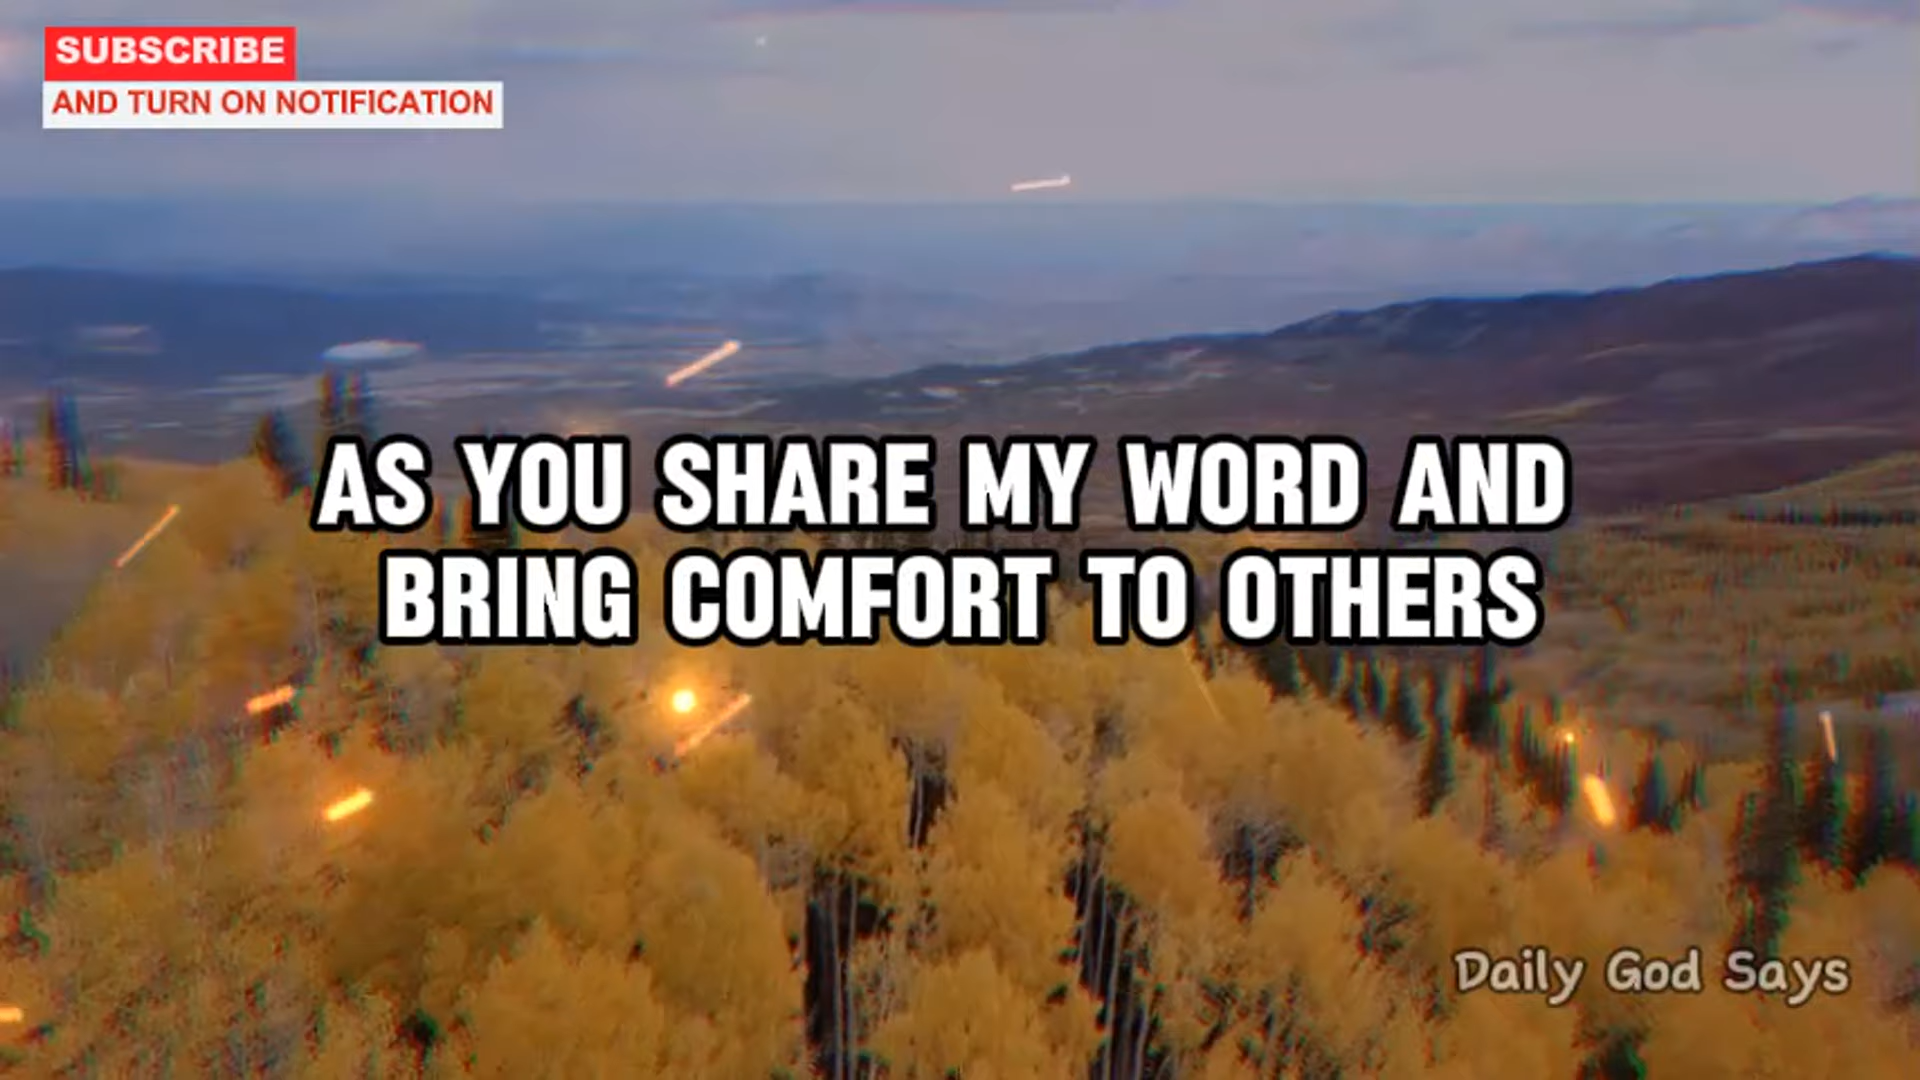 SUBSCRIBE
AND TURN ON NOTIFICATION
AS YOU SHARE MY WORD AND
BRING COMFORT TO OTHERS
Daily God Says